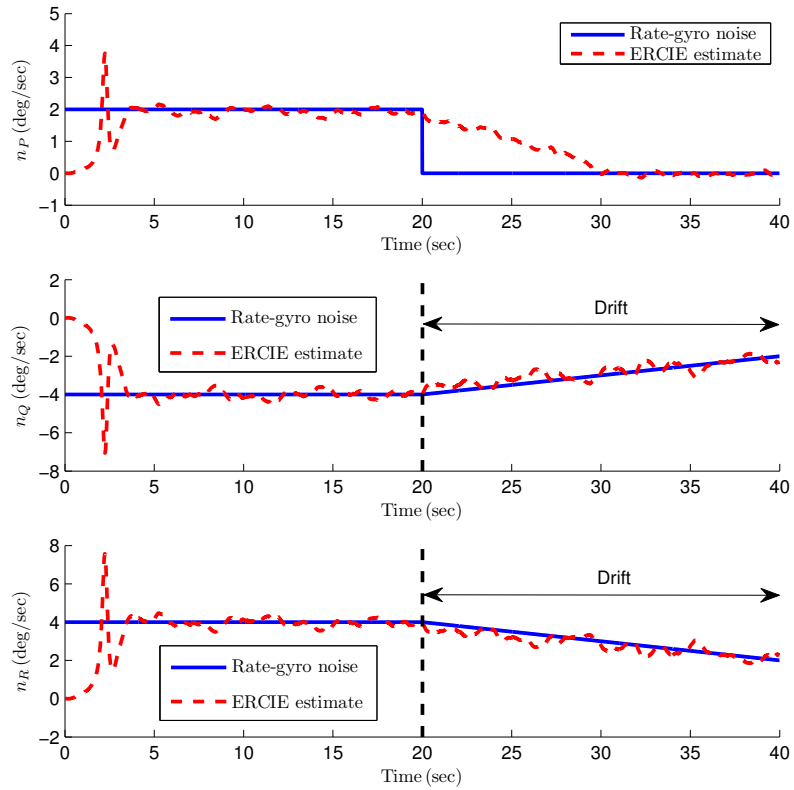 5
4
3
2
1
0
−1
n_P (deg/sec)
Rate-gyro noise
ERCIE estimate
0 5 10 15 20 25 30 35 40
Time (sec)
2
0
−2
−4
−6
−8
n_Q (deg/sec)
Rate-gyro noise
ERCIE estimate
Drift
0 5 10 15 20 25 30 35 40
Time (sec)
8
6
4
2
0
−2
n_R (deg/sec)
Drift
Rate-gyro noise
ERCIE estimate
0 5 10 15 20 25 30 35 40
Time (sec)